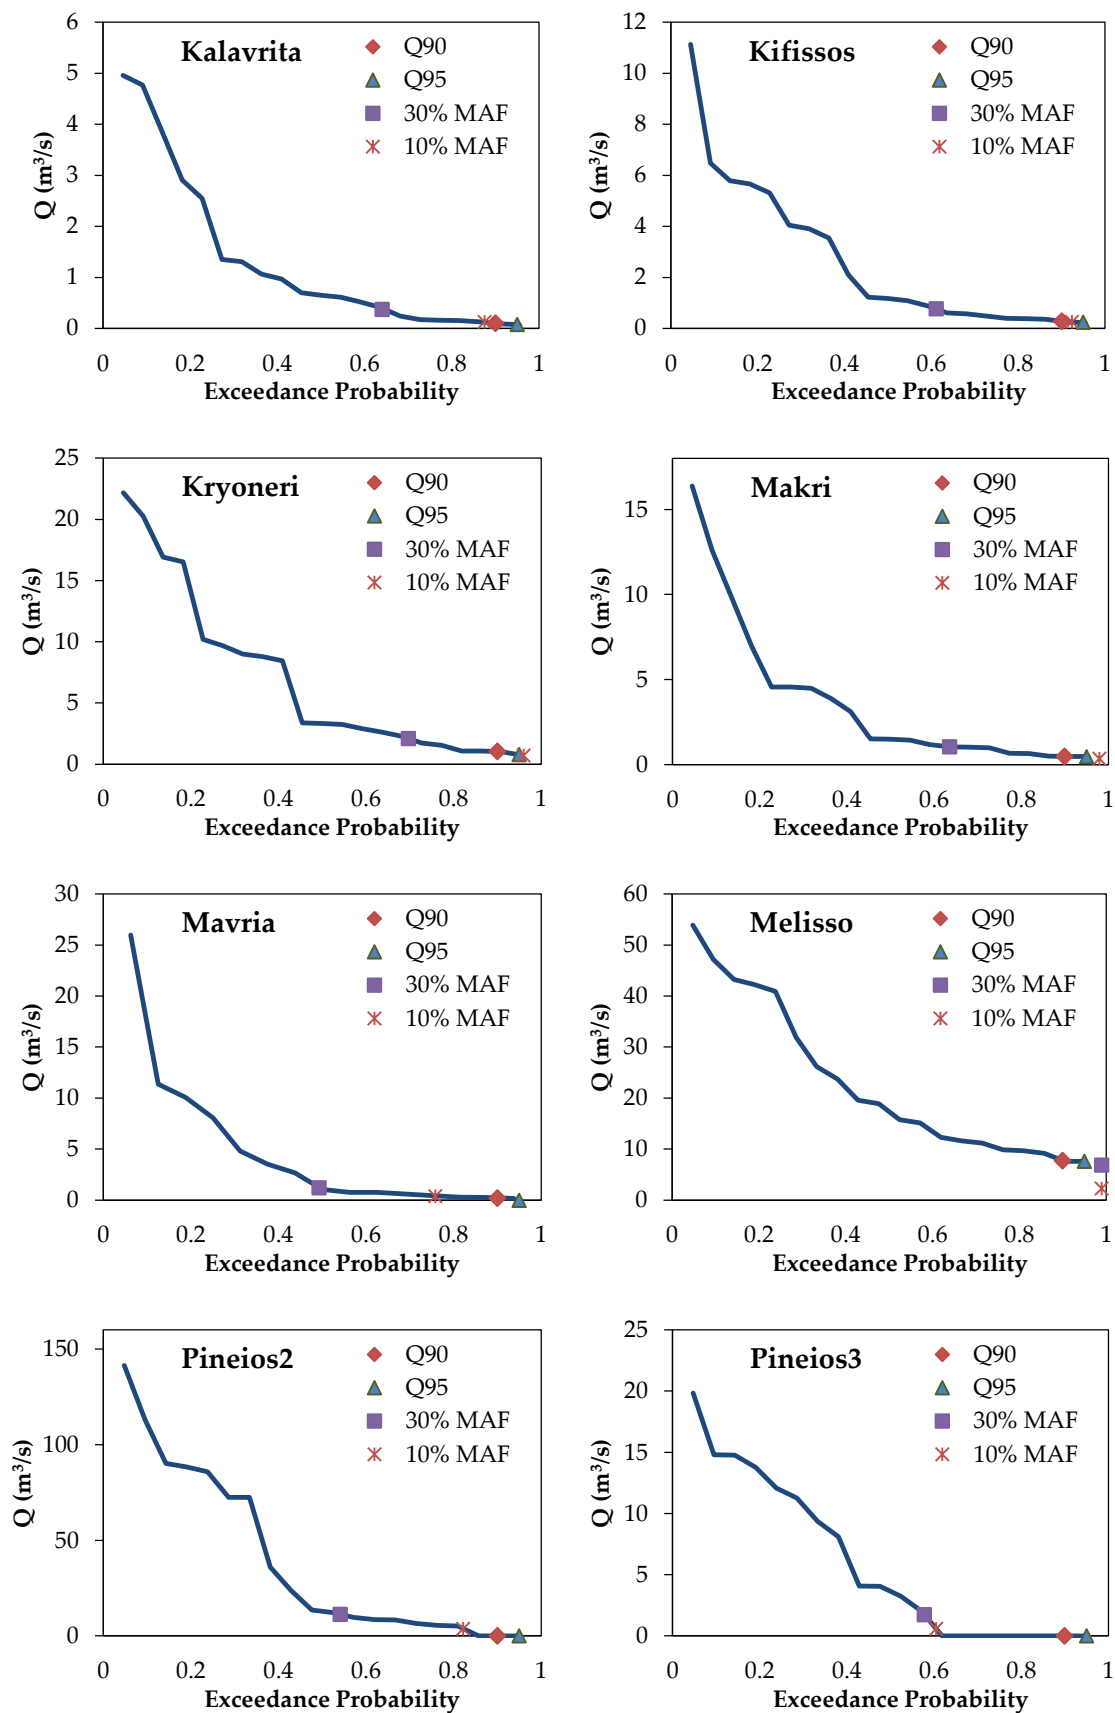 Kalavrita
Q90
Q95
30% MAF
10% MAF
6
5
4
3
2
1
0
Q (m³/s)
0 0.2 0.4 0.6 0.8 1
Exceedance Probability
Kifissos
Q90
Q95
30% MAF
10% MAF
12
10
8
6
4
2
0
Q (m³/s)
0 0.2 0.4 0.6 0.8 1
Exceedance Probability
Kryoneri
Q90
Q95
30% MAF
10% MAF
25
20
15
10
5
0
Q (m³/s)
0 0.2 0.4 0.6 0.8 1
Exceedance Probability
Makri
Q90
Q95
30% MAF
10% MAF
15
10
5
0
Q (m³/s)
0 0.2 0.4 0.6 0.8 1
Exceedance Probability
Mavria
Q90
Q95
30% MAF
10% MAF
30
25
20
15
10
5
0
Q (m³/s)
0 0.2 0.4 0.6 0.8 1
Exceedance Probability
Melisso
Q90
Q95
30% MAF
10% MAF
60
50
40
30
20
10
0
Q (m³/s)
0 0.2 0.4 0.6 0.8 1
Exceedance Probability
Pineios2
Q90
Q95
30% MAF
10% MAF
150
100
50
0
Q (m³/s)
0 0.2 0.4 0.6 0.8 1
Exceedance Probability
Pineios3
Q90
Q95
30% MAF
10% MAF
25
20
15
10
5
0
Q (m³/s)
0 0.2 0.4 0.6 0.8 1
Exceedance Probability